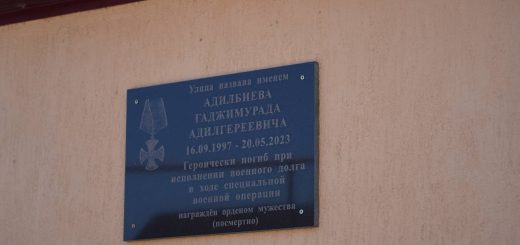 Улица названа именем
АДИЛБИЕВА
ГАДЖИМУРАДА
АДИЛГЕРЕЕВИЧА
16.09.1997 - 20.05.2023
Героически погиб при
исполнении военного долга
в ходе специальной
военной операции
награждён орденом мужества
(посмертно)